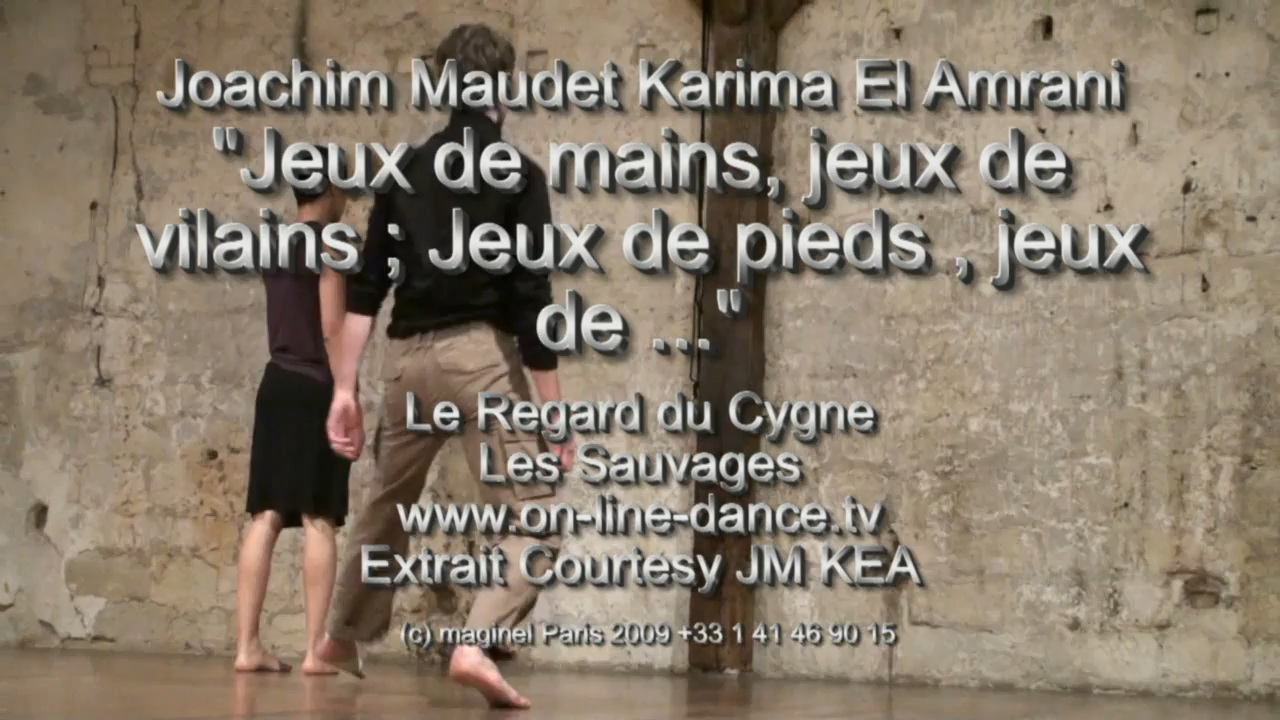 Joachim Maudet Karima El Amrani
"Jeux de mains, jeux de
vilains ; Jeux de pieds , jeux
de ..."
Le Regard du Cygne
Les Sauvages
www.on-line-dance.tv
Extrait Courtesy JM KEA
(c) maginel Paris 2009 +33 1 41 46 90 15